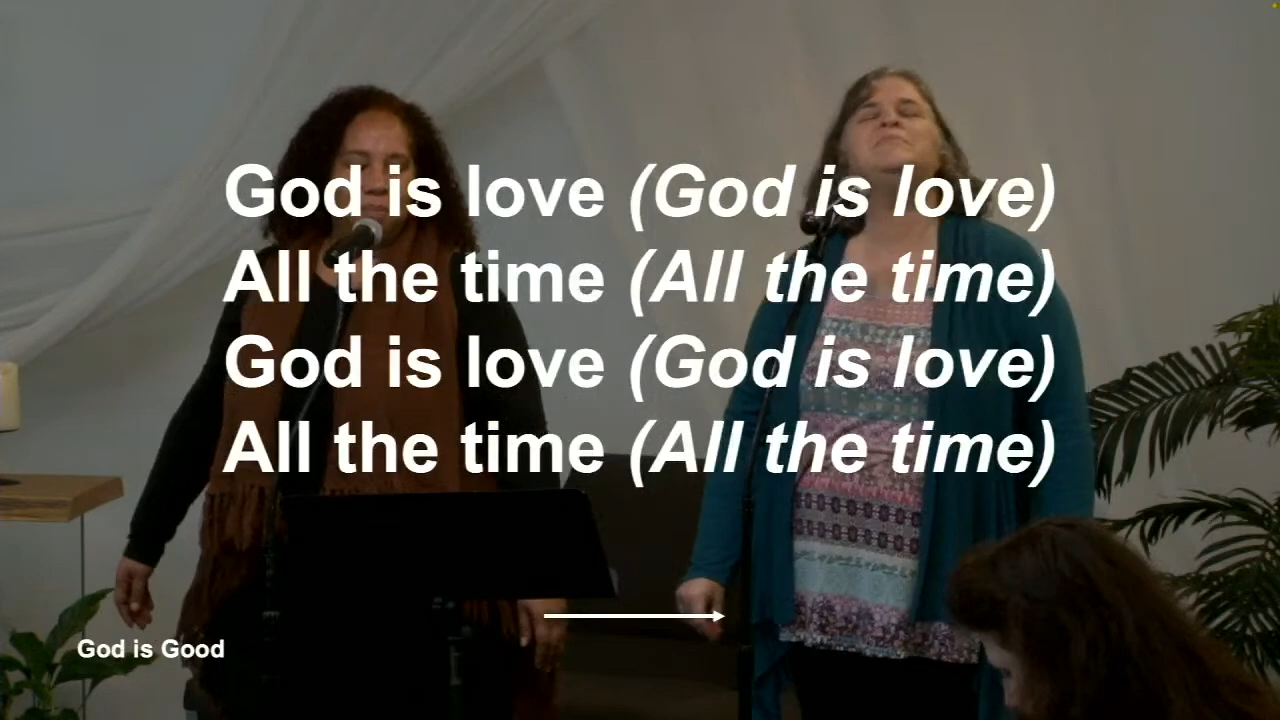 God is love (God is love)
All the time (All the time)
God is love (God is love)
All the time (All the time)
God is Good